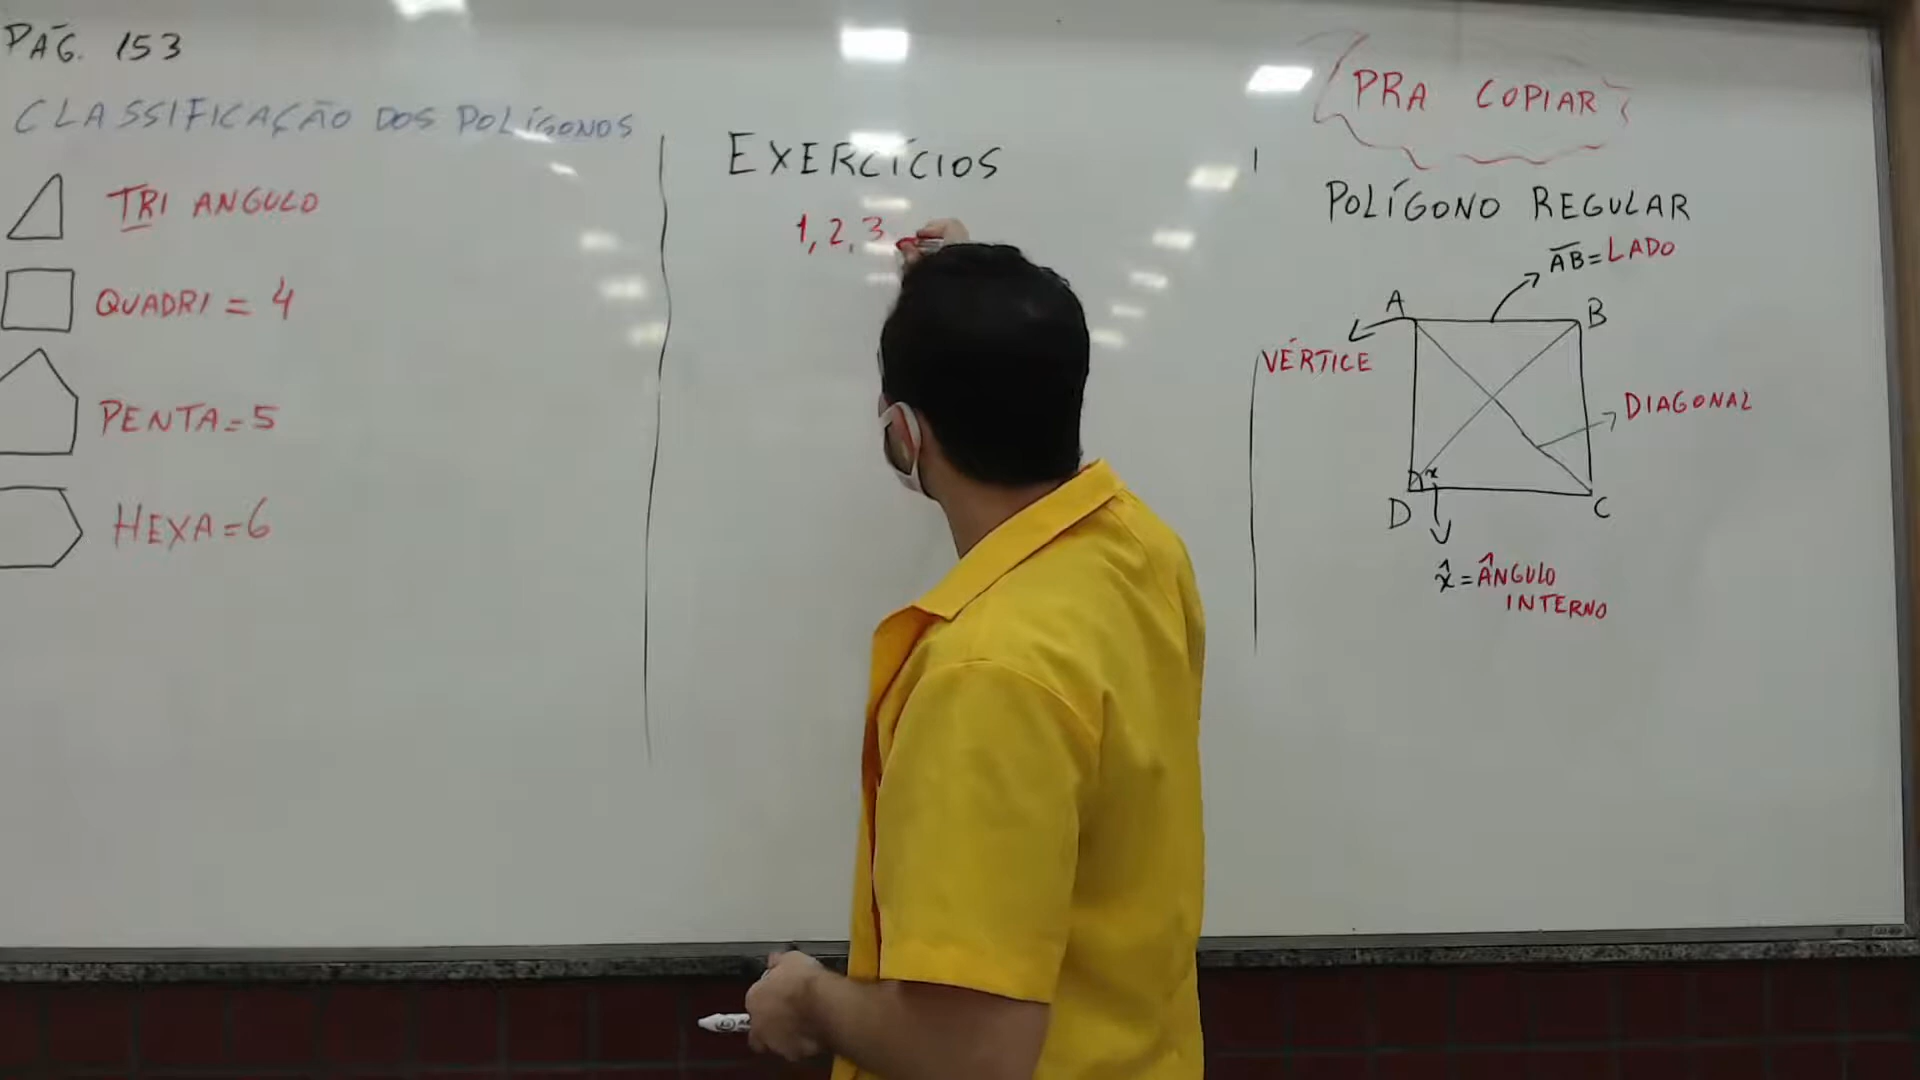 PÁG. 153
CLASSIFICAÇÃO DOS POLÍGONOS
TRI ANGULO
QUADRI = 4
PENTA = 5
HEXA = 6
EXERCÍCIOS
1, 2, 3
PRA COPIAR
POLÍGONO REGULAR
AB = LADO
A
B
VÉRTICE
DIAGONAL
x
D
C
x̂ = ÂNGULO
INTERNO